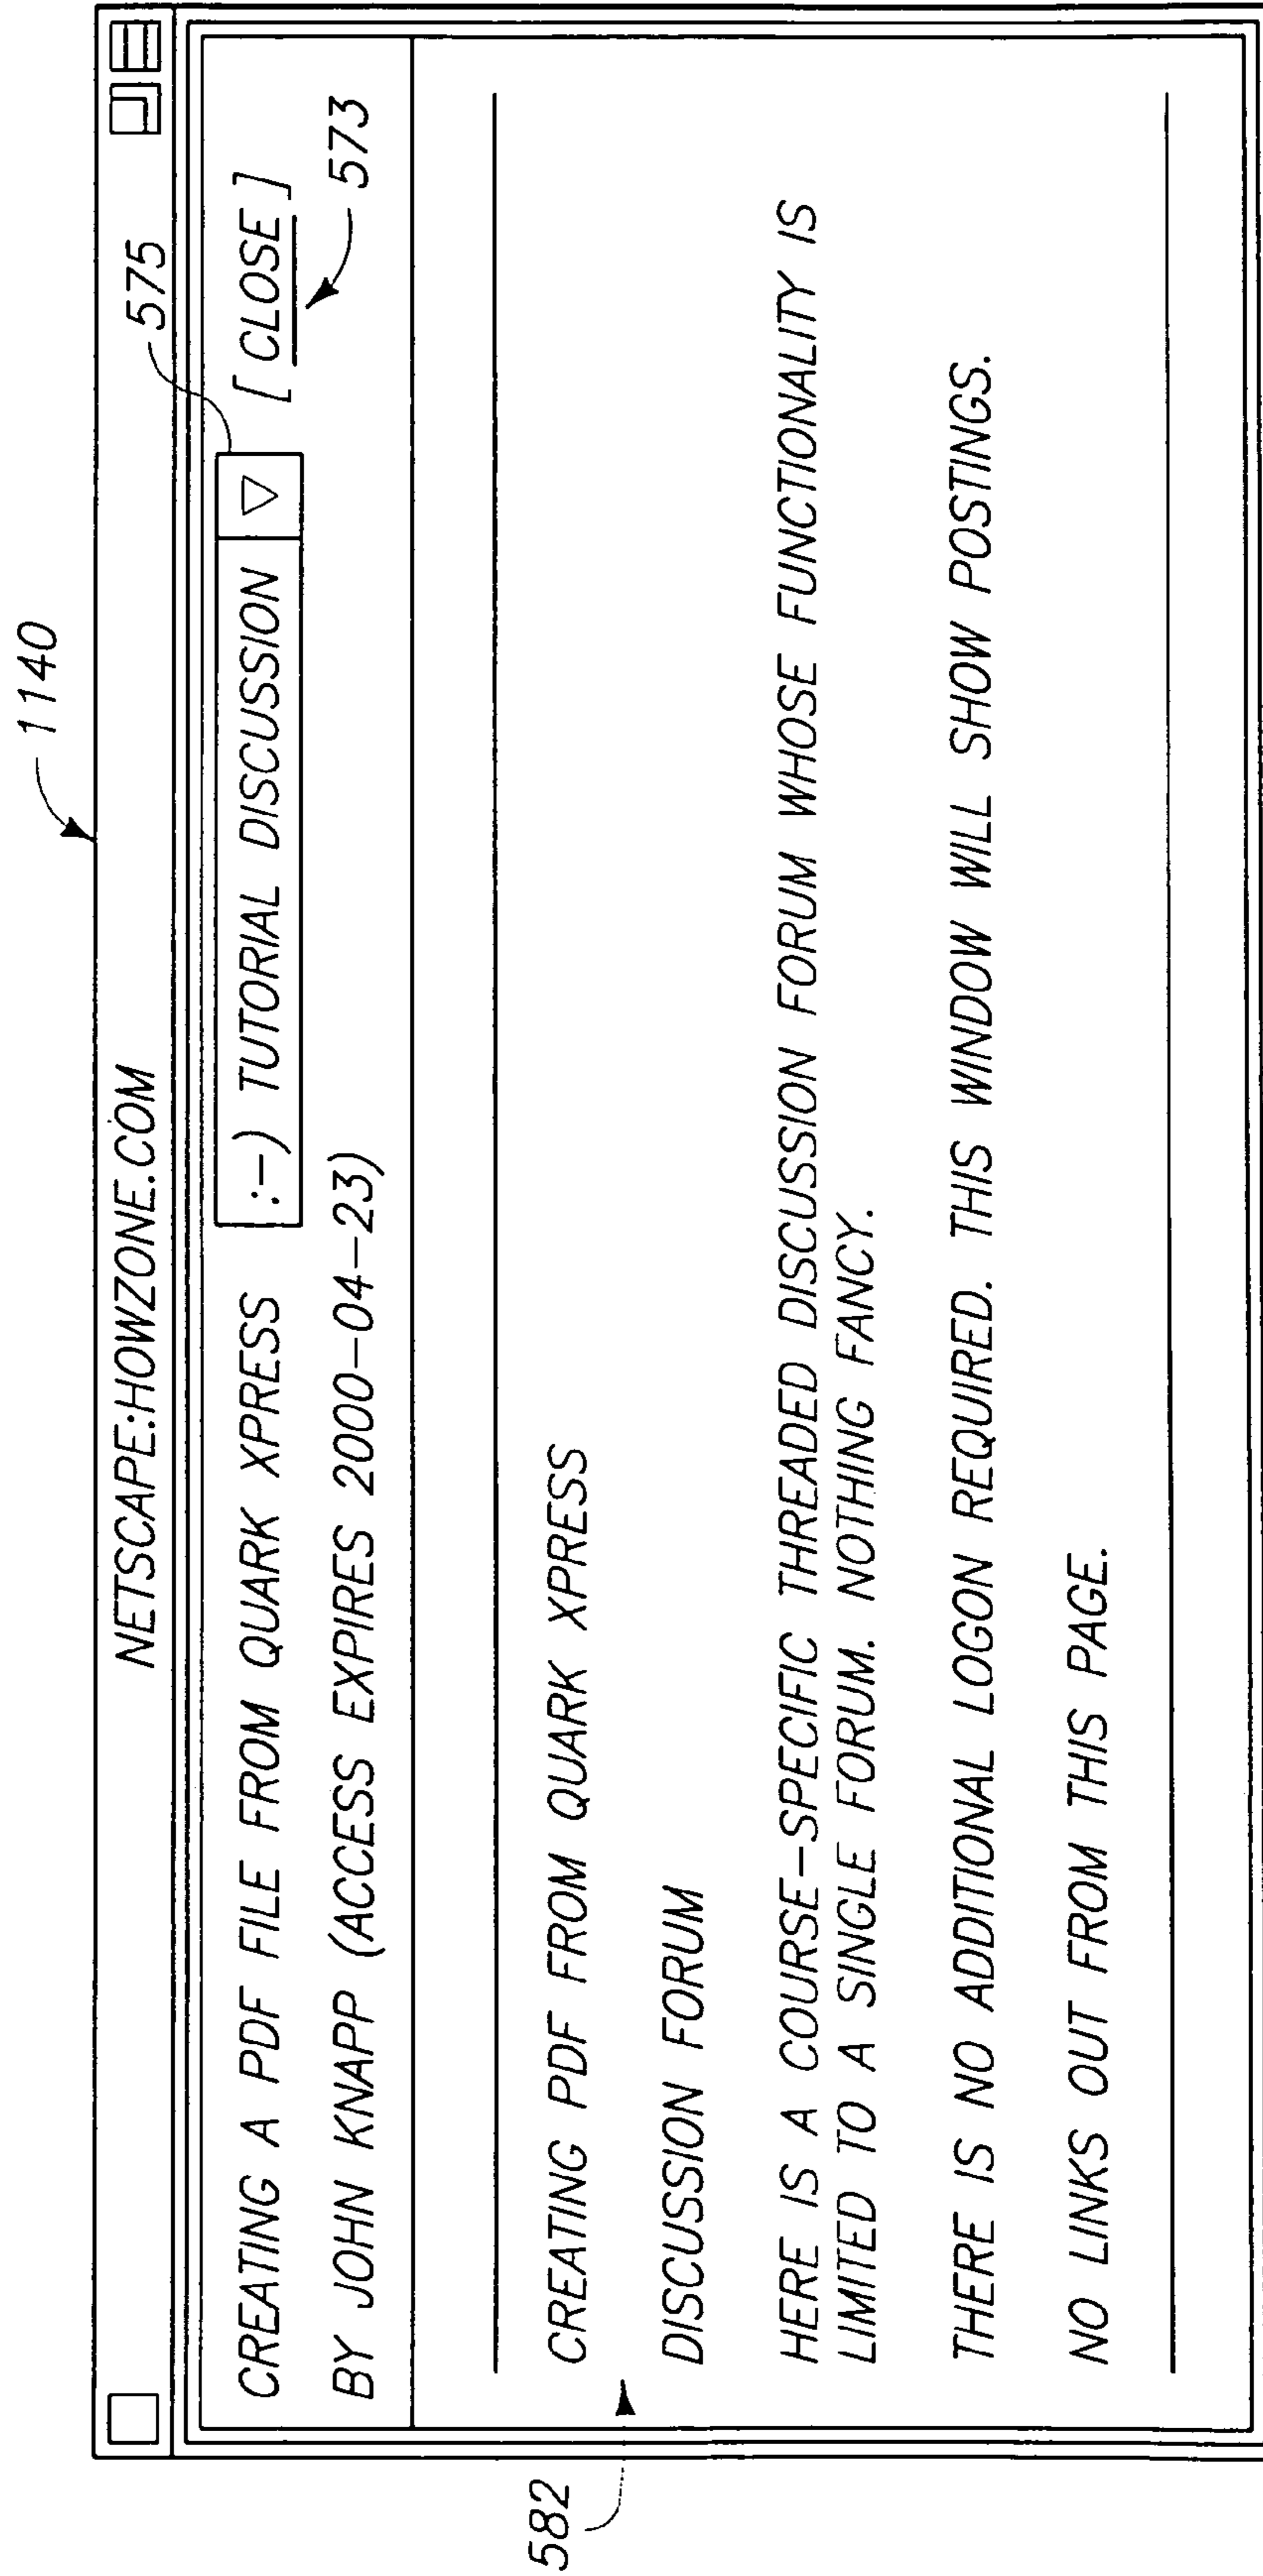 1140
NETSCAPE:HOWZONE.COM
575
CREATING A PDF FILE FROM QUARK XPRESS :-) TUTORIAL DISCUSSION [ CLOSE ]
BY JOHN KNAPP (ACCESS EXPIRES 2000-04-23)
573
582
CREATING PDF FROM QUARK XPRESS
DISCUSSION FORUM
HERE IS A COURSE-SPECIFIC THREADED DISCUSSION FORUM WHOSE FUNCTIONALITY IS
LIMITED TO A SINGLE FORUM. NOTHING FANCY.
THERE IS NO ADDITIONAL LOGON REQUIRED. THIS WINDOW WILL SHOW POSTINGS.
NO LINKS OUT FROM THIS PAGE.